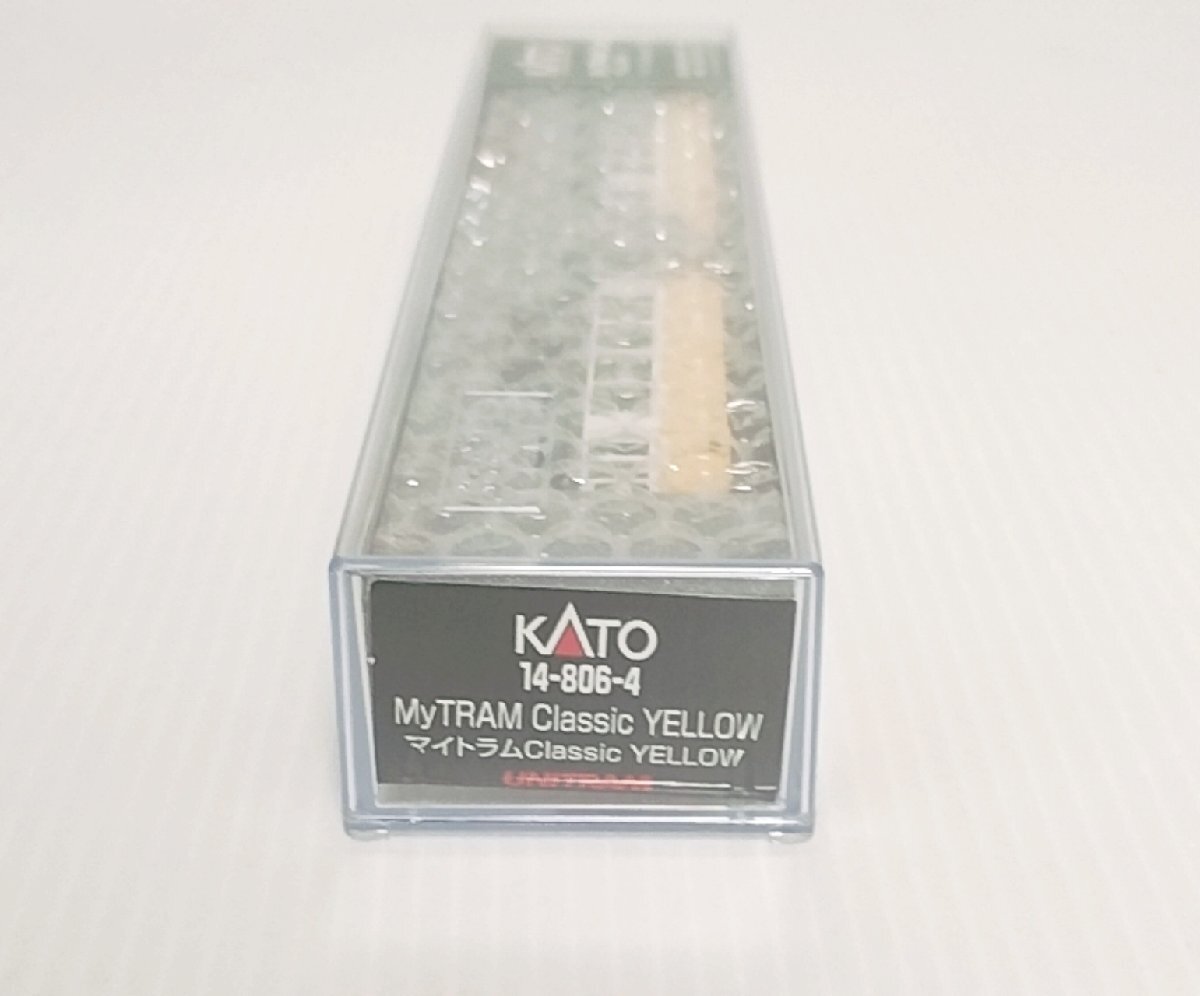 KATO
14-806-4
MyTRAM Classic YELLOW
マイトラムClassic YELLOW
UNITRAM